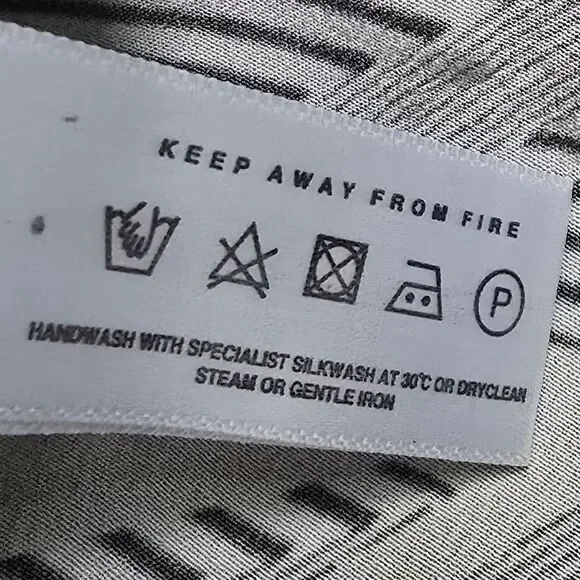 KEEP AWAY FROM FIRE
P
HANDWASH WITH SPECIALIST SILKWASH AT 30°C OR DRYCLEAN
STEAM OR GENTLE IRON